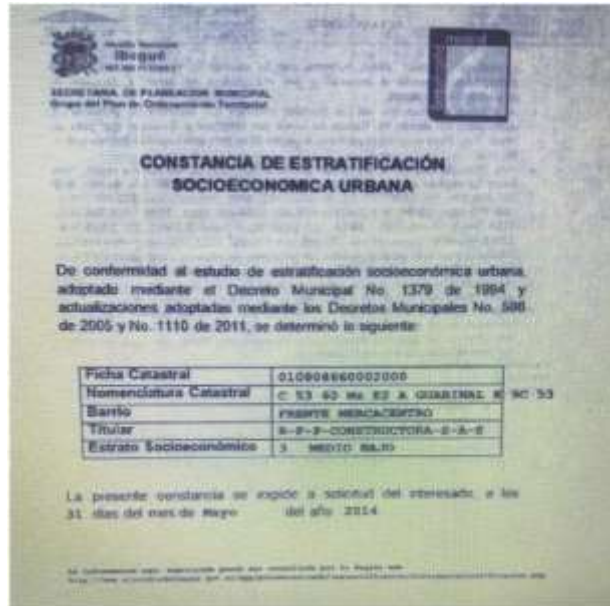 Ibagué
SECRETARIA DE PLANEACION MUNICIPAL
Grupo del Plan de Ordenamiento Territorial
CONSTANCIA DE ESTRATIFICACIÓN
SOCIOECONOMICA URBANA
De conformidad al estudio de estratificación socioeconómica urbana,
adoptado mediante el Decreto Municipal No. 1379 de 1994 y
actualizaciones adoptadas mediante los Decretos Municipales No. 598
de 2005 y No. 1110 de 2011, se determinó lo siguiente:
Ficha Catastral 010808660002000
Nomenclatura Catastral C 53 60 Mz E2 A GUABINAL K 9C 53
Barrio FRENTE MERCACENTRO
Titular R-P-P-CONSTRUCTORA-S-A-S
Estrato Socioeconómico 3 MEDIO BAJO
La presente constancia se expide a solicitud del interesado, a los
31 días del mes de Mayo del año 2014